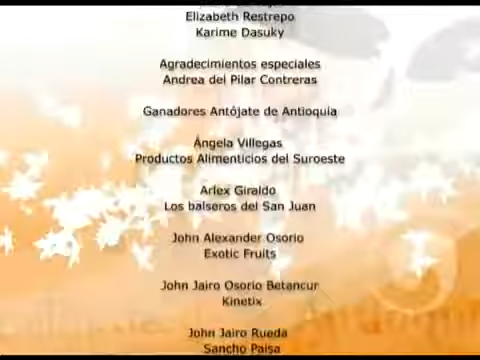 Elizabeth Restrepo
Karime Dasuky
Agradecimientos especiales
Andrea del Pilar Contreras
Ganadores Antójate de Antioquia
Ángela Villegas
Productos Alimenticios del Suroeste
Arlex Giraldo
Los balseros del San Juan
John Alexander Osorio
Exotic Fruits
John Jairo Osorio Betancur
Kinetix
John Jairo Rueda
Sancho Paisa